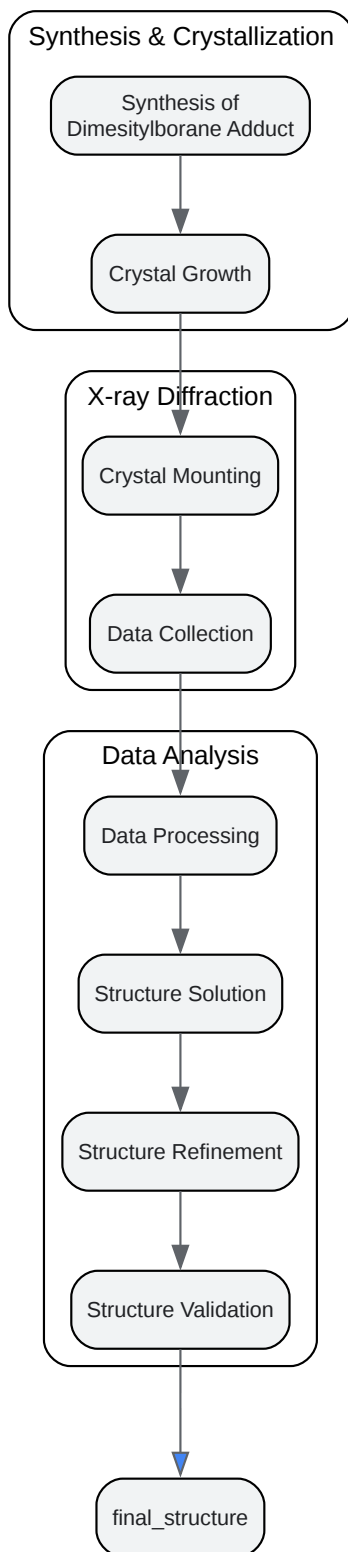 Synthesis & Crystallization
Synthesis of
Dimesitylborane Adduct
Crystal Growth
X-ray Diffraction
Crystal Mounting
Data Collection
Data Analysis
Data Processing
Structure Solution
Structure Refinement
Structure Validation
final_structure